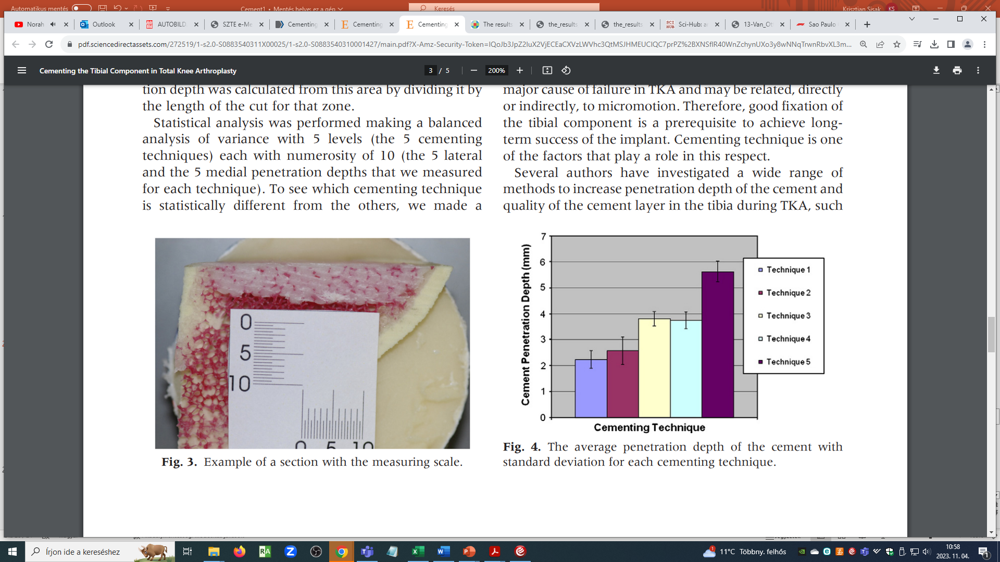 Automatikus mentés
Cement1 • Mentés helye: ez a gép
Keresés
Krisztian Sisak
KS
Norah
Outlook
AUTOBILD
SZTE e-Me
Cementing
Cementing
Cementing
The results
the_results
the_results
Sci-Hub: a
13-Van_Ot
Sao Paulo
pdf.sciencedirectassets.com/272519/1-s2.0-S0883540311X00025/1-s2.0-S0883540310001427/main.pdf?X-Amz-Security-Token=IQoJb3JpZ2luX2VjECEaCXVzLWVhc3QtMSJHMEUCIQC7prPZ%2BXNSflR40WnZchynUXo3y8wNNqTrwnRbvXL3m...
Cementing the Tibial Component in Total Knee Arthroplasty
3 / 5
200%
tion depth was calculated from this area by dividing it by
the length of the cut for that zone.
Statistical analysis was performed making a balanced
analysis of variance with 5 levels (the 5 cementing
techniques) each with numerosity of 10 (the 5 lateral
and the 5 medial penetration depths that we measured
for each technique). To see which cementing technique
is statistically different from the others, we made a
0
5
10
0 5 10
Fig. 3. Example of a section with the measuring scale.
major cause of failure in TKA and may be related, directly
or indirectly, to micromotion. Therefore, good fixation of
the tibial component is a prerequisite to achieve long-
term success of the implant. Cementing technique is one
of the factors that play a role in this respect.
Several authors have investigated a wide range of
methods to increase penetration depth of the cement and
quality of the cement layer in the tibia during TKA, such
Cement Penetration Depth (mm)
7
6
5
4
3
2
1
0
Cementing Technique
Technique 1
Technique 2
Technique 3
Technique 4
Technique 5
Fig. 4. The average penetration depth of the cement with
standard deviation for each cementing technique.
Írjon ide a kereséshez
11°C Többny. felhős
10:58
2023. 11. 04.